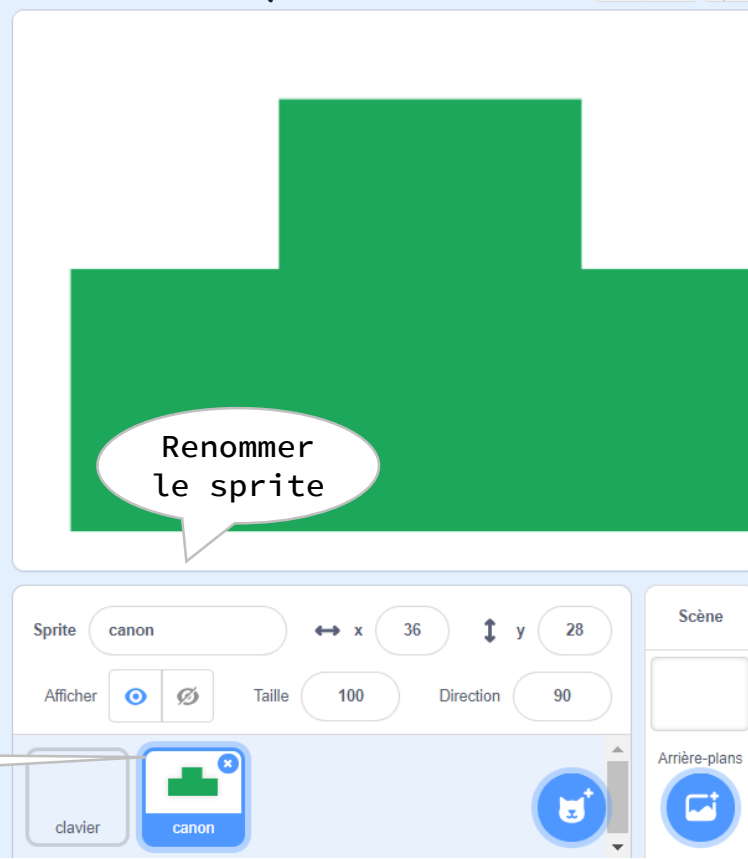 Renommer
le sprite
Sprite canon x 36 y 28
Scène
Afficher Taille 100 Direction 90
Arrière-plans
clavier canon